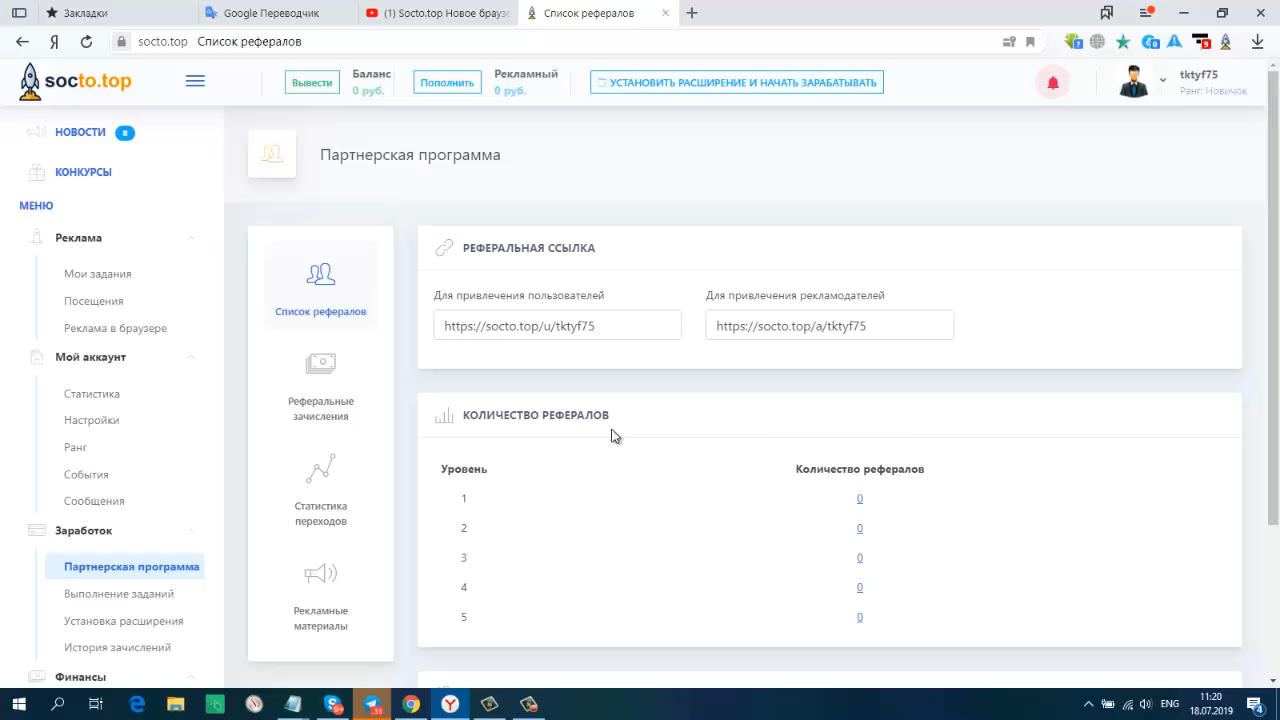 Закладки
Google Переводчик
(1) Socto.top Новое брауз
Список рефералов
socto.top
Список рефералов
socto.top
Вывести
Баланс
0 руб.
Пополнить
Рекламный
0 руб.
УСТАНОВИТЬ РАСШИРЕНИЕ И НАЧАТЬ ЗАРАБАТЫВАТЬ
tktyf75
Ранг: Новичок
НОВОСТИ 8
КОНКУРСЫ
МЕНЮ
Реклама
Мои задания
Посещения
Реклама в браузере
Мой аккаунт
Статистика
Настройки
Ранг
События
Сообщения
Заработок
Партнерская программа
Выполнение заданий
Установка расширения
История зачислений
Финансы
Партнерская программа
Список рефералов
Реферальные
зачисления
Статистика
переходов
Рекламные
материалы
РЕФЕРАЛЬНАЯ ССЫЛКА
Для привлечения пользователей
Для привлечения рекламодателей
https://socto.top/u/tktyf75
https://socto.top/a/tktyf75
КОЛИЧЕСТВО РЕФЕРАЛОВ
Уровень Количество рефералов
1 0
2 0
3 0
4 0
5 0
ENG
11:20
18.07.2019
4